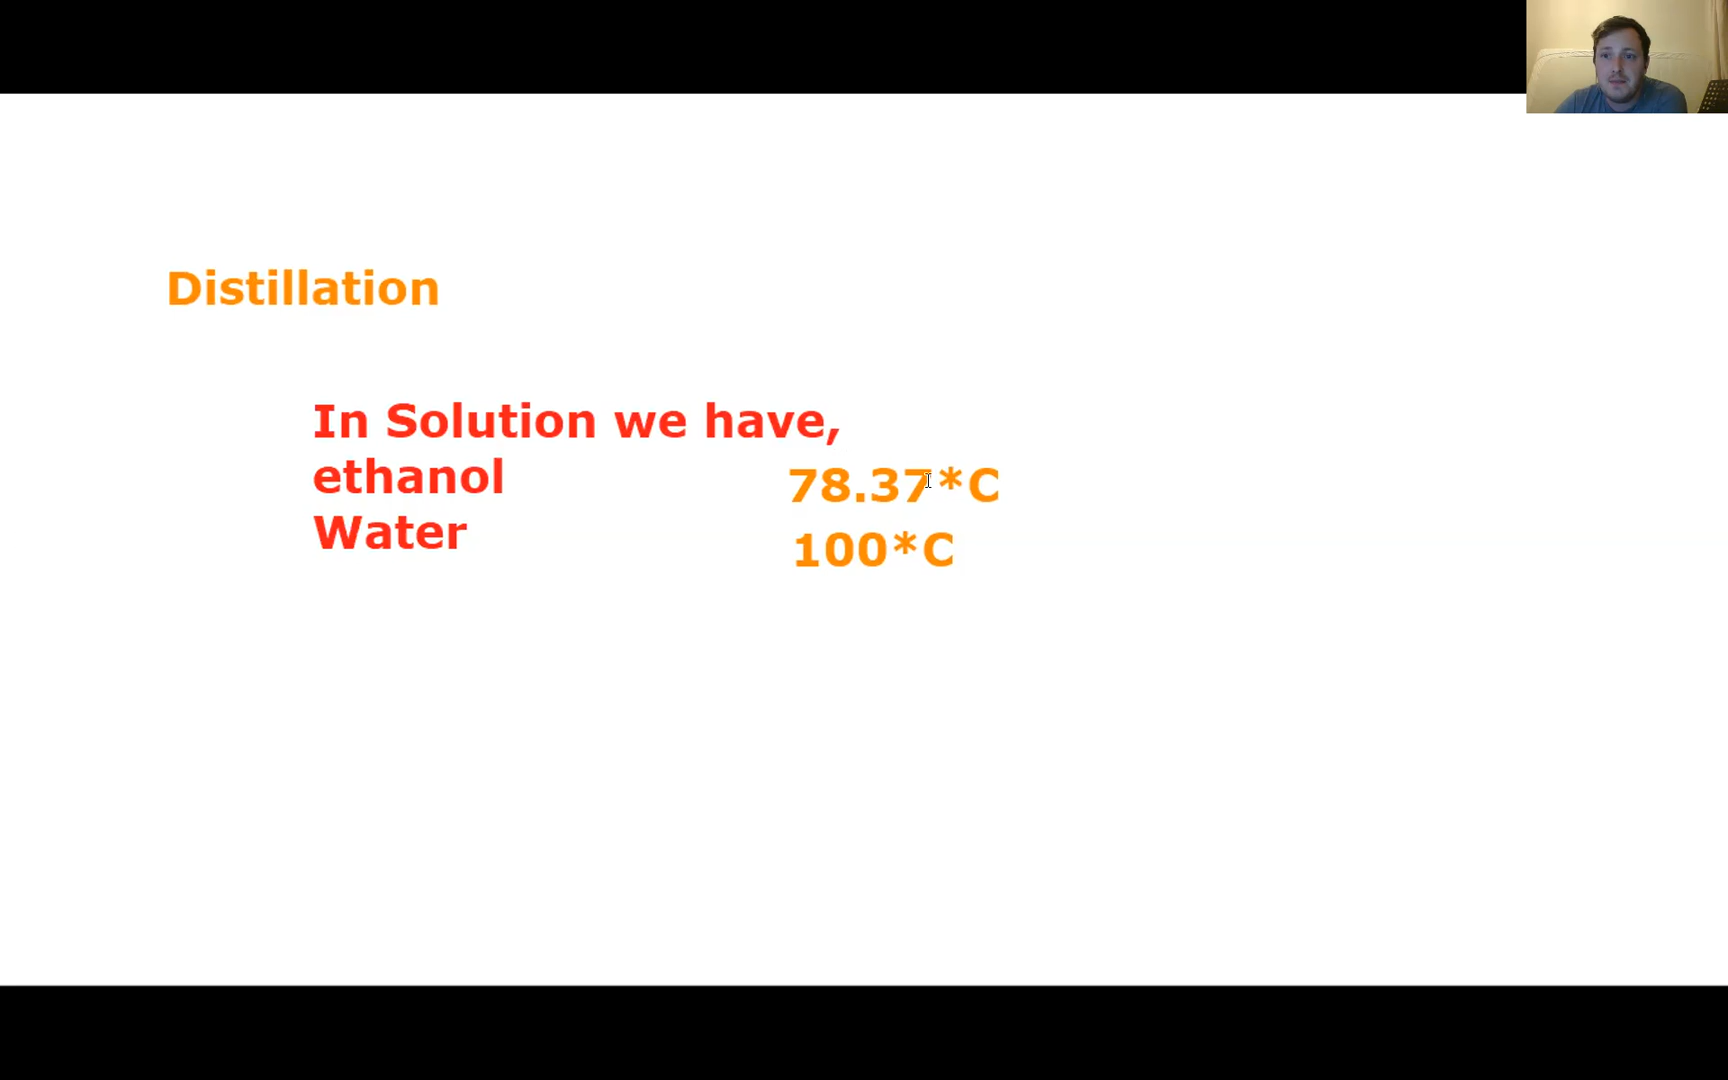 Distillation
In Solution we have,
ethanol 78.37*C
Water 100*C